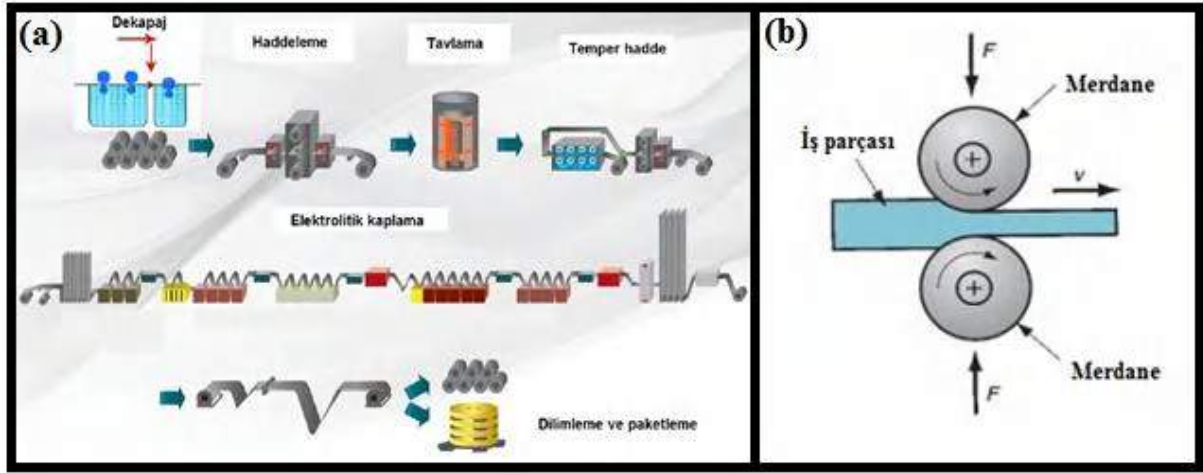 (a)
Dekapaj
Haddeleme
Tavlama
Temper hadde
Elektrolitik kaplama
Dilimleme ve paketleme
(b)
F
Merdane
İş parçası
v
Merdane
F